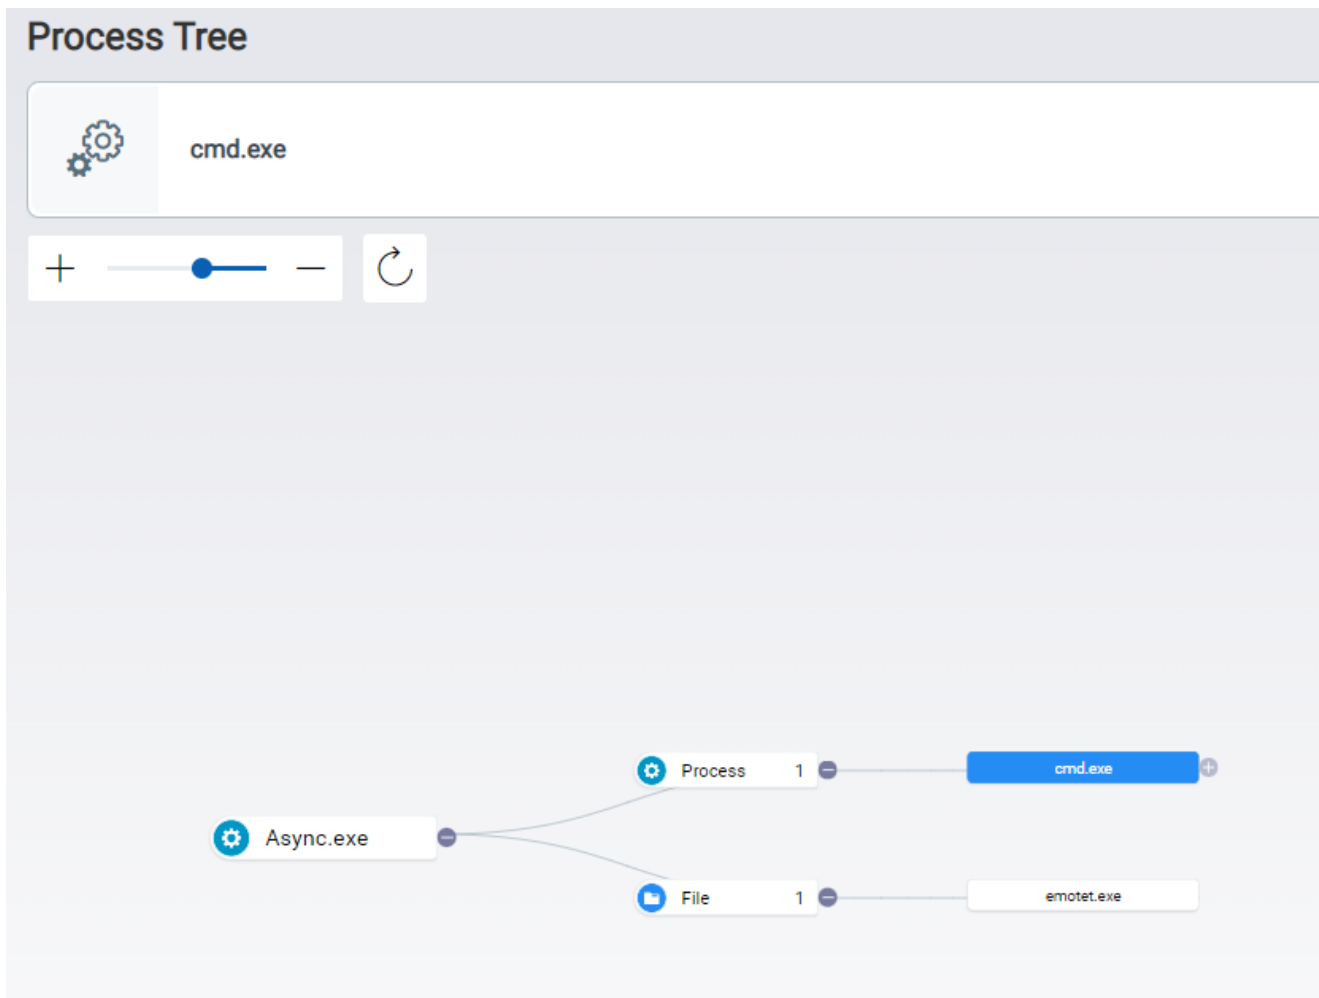 Process Tree
cmd.exe
Process 1
cmd.exe
Async.exe
File 1
emotet.exe